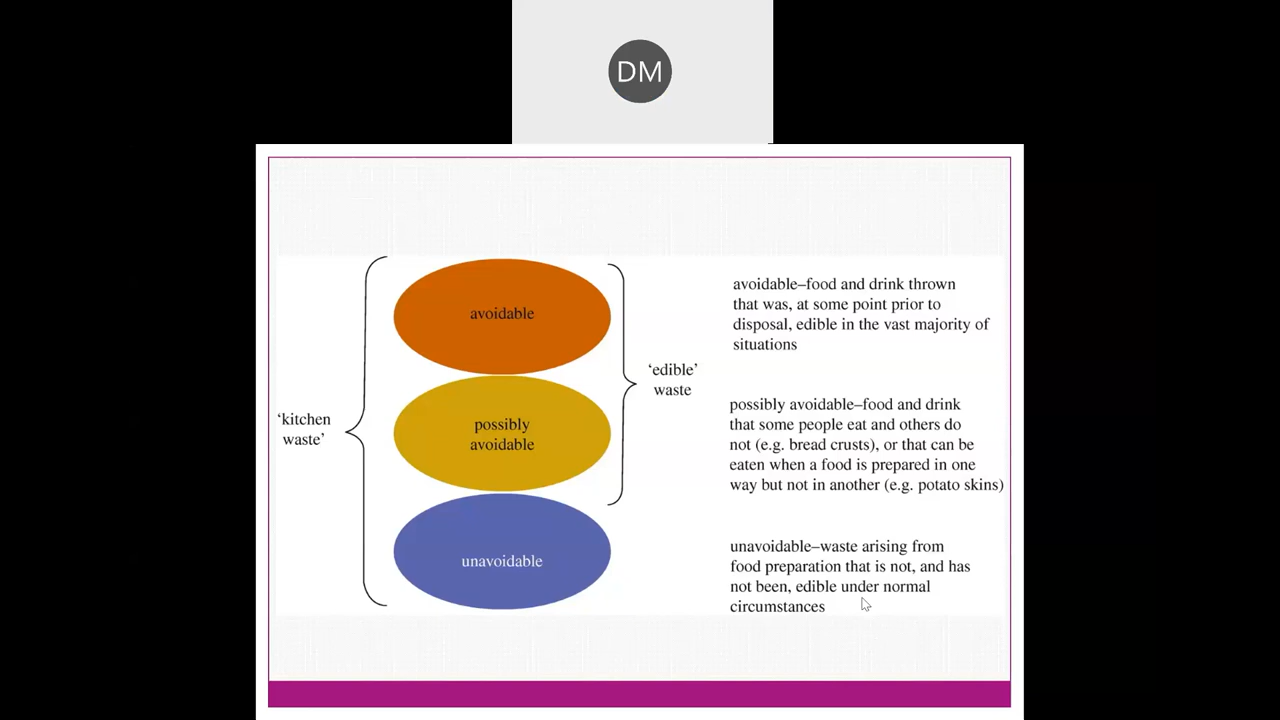 DM
avoidable
possibly
avoidable
unavoidable
‘kitchen
waste’
‘edible’
waste
avoidable–food and drink thrown
that was, at some point prior to
disposal, edible in the vast majority of
situations
possibly avoidable–food and drink
that some people eat and others do
not (e.g. bread crusts), or that can be
eaten when a food is prepared in one
way but not in another (e.g. potato skins)
unavoidable–waste arising from
food preparation that is not, and has
not been, edible under normal
circumstances